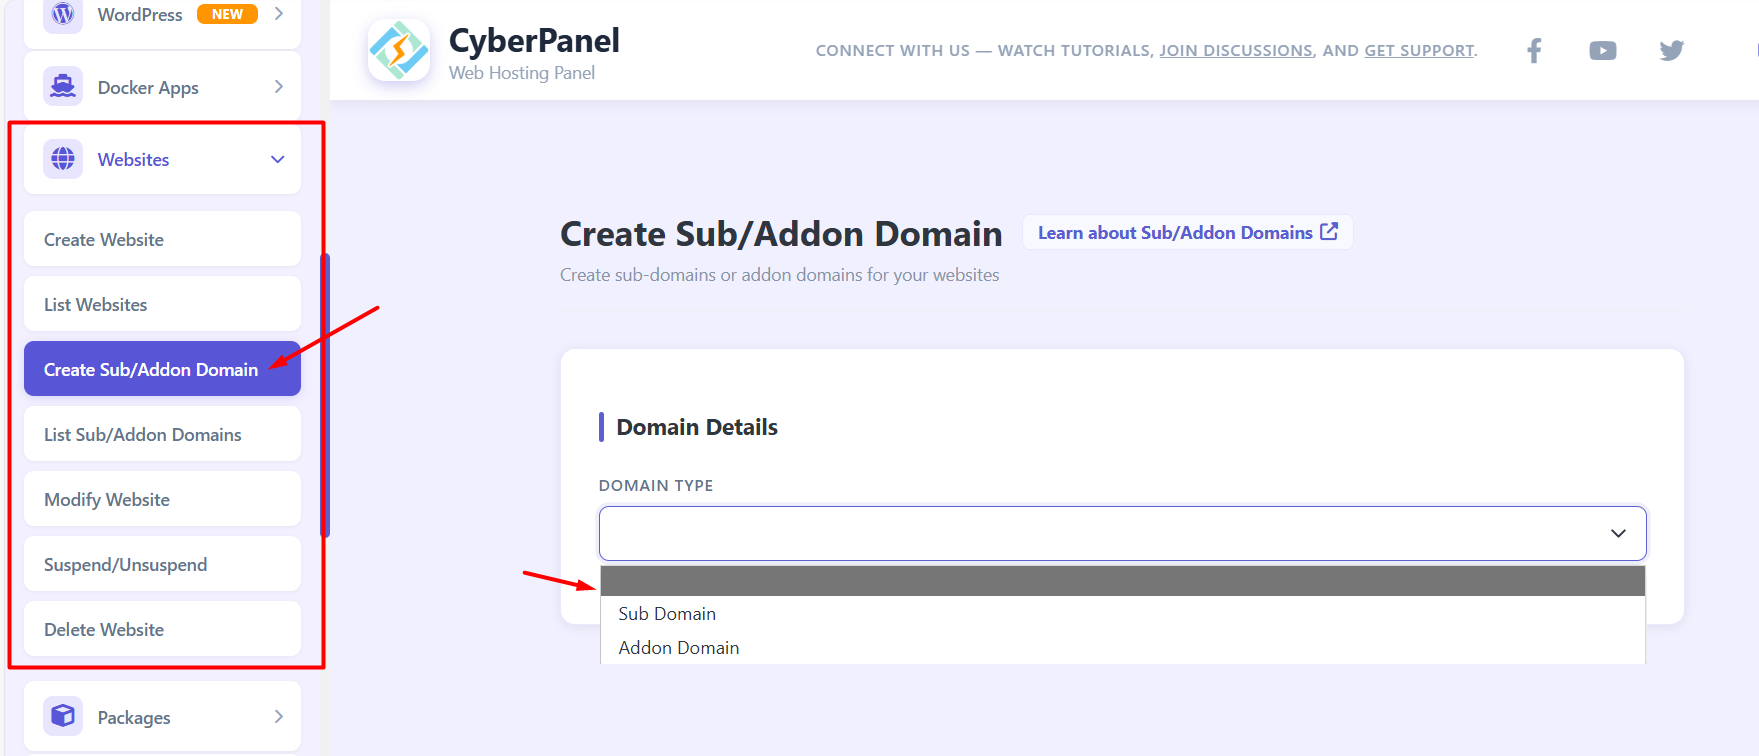 WordPress NEW
Docker Apps
Websites
Create Website
List Websites
Create Sub/Addon Domain
List Sub/Addon Domains
Modify Website
Suspend/Unsuspend
Delete Website
Packages
CyberPanel
Web Hosting Panel
CONNECT WITH US — WATCH TUTORIALS, JOIN DISCUSSIONS, AND GET SUPPORT.
Create Sub/Addon Domain
Learn about Sub/Addon Domains
Create sub-domains or addon domains for your websites
Domain Details
DOMAIN TYPE
Sub Domain
Addon Domain